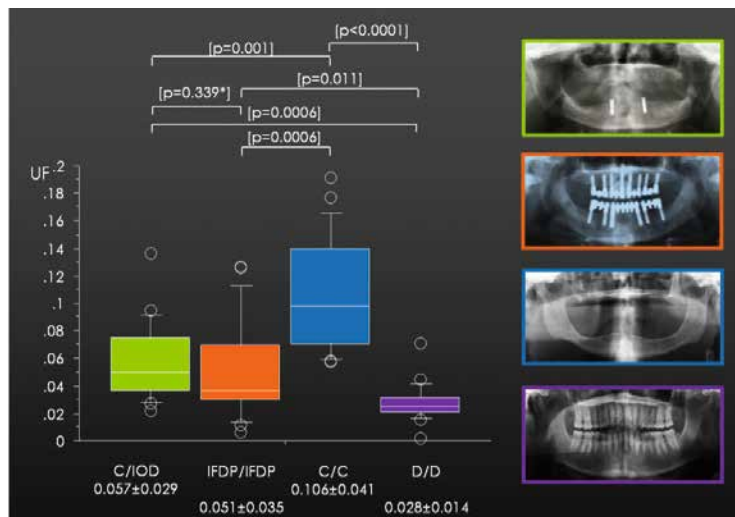 [p<0.0001]
[p=0.001]
[p=0.011]
[p=0.339*]
[p=0.0006]
[p=0.0006]
UF .2
.18
.16
.14
.12
.1
.08
.06
.04
.02
0
C/IOD IFDP/IFDP C/C D/D
0.057±0.029 0.051±0.035 0.106±0.041 0.028±0.014